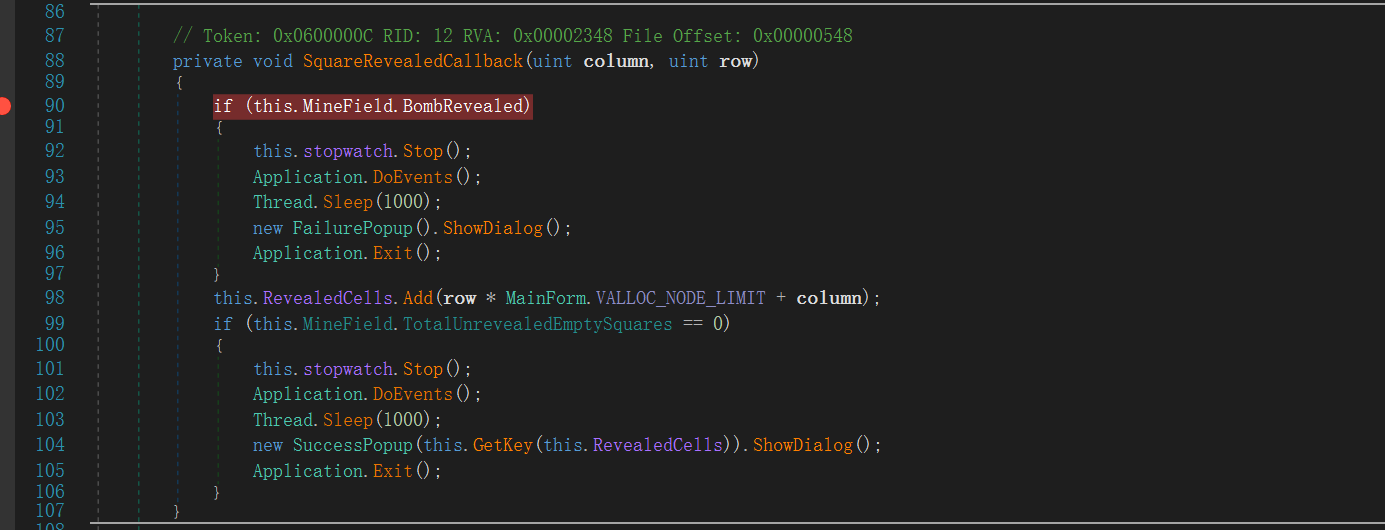 86
87 // Token: 0x0600000C RID: 12 RVA: 0x00002348 File Offset: 0x00000548
88 private void SquareRevealedCallback(uint column, uint row)
89 {
90 if (this.MineField.BombRevealed)
91 {
92 this.stopwatch.Stop();
93 Application.DoEvents();
94 Thread.Sleep(1000);
95 new FailurePopup().ShowDialog();
96 Application.Exit();
97 }
98 this.RevealedCells.Add(row * MainForm.VALLOC_NODE_LIMIT + column);
99 if (this.MineField.TotalUnrevealedEmptySquares == 0)
100 {
101 this.stopwatch.Stop();
102 Application.DoEvents();
103 Thread.Sleep(1000);
104 new SuccessPopup(this.GetKey(this.RevealedCells)).ShowDialog();
105 Application.Exit();
106 }
107 }
108